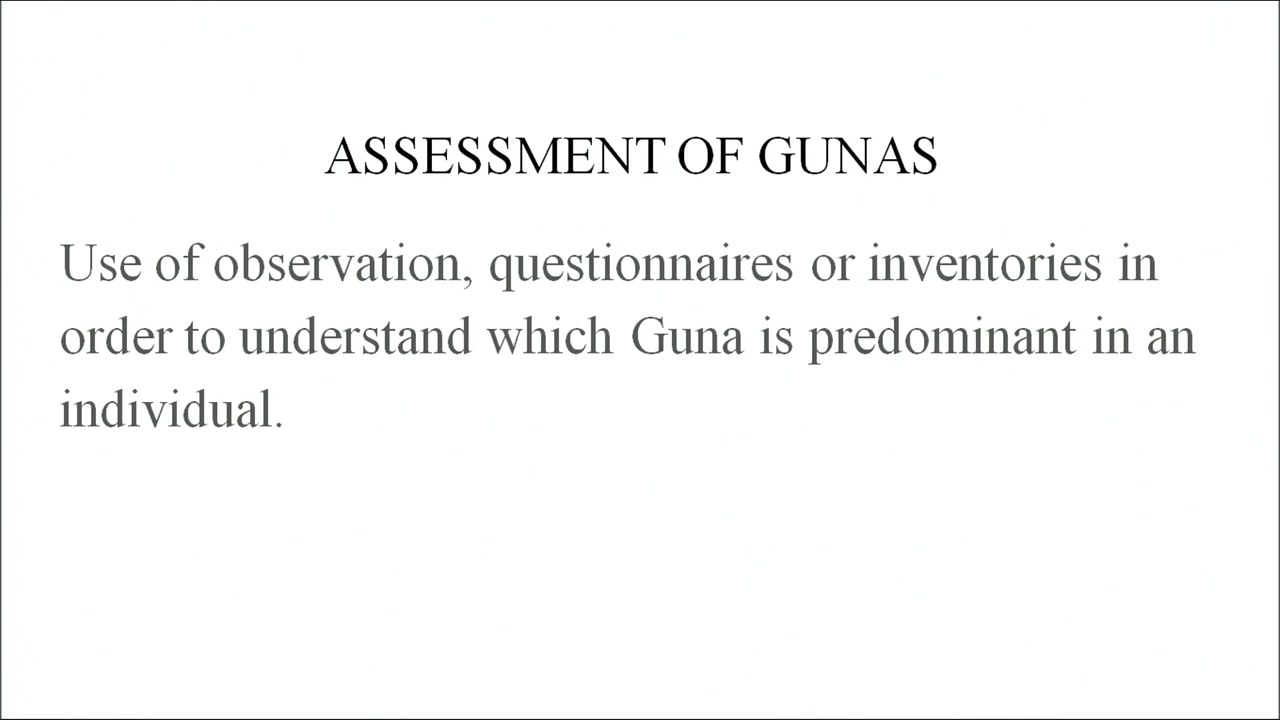 ASSESSMENT OF GUNAS
Use of observation, questionnaires or inventories in
order to understand which Guna is predominant in an
individual.